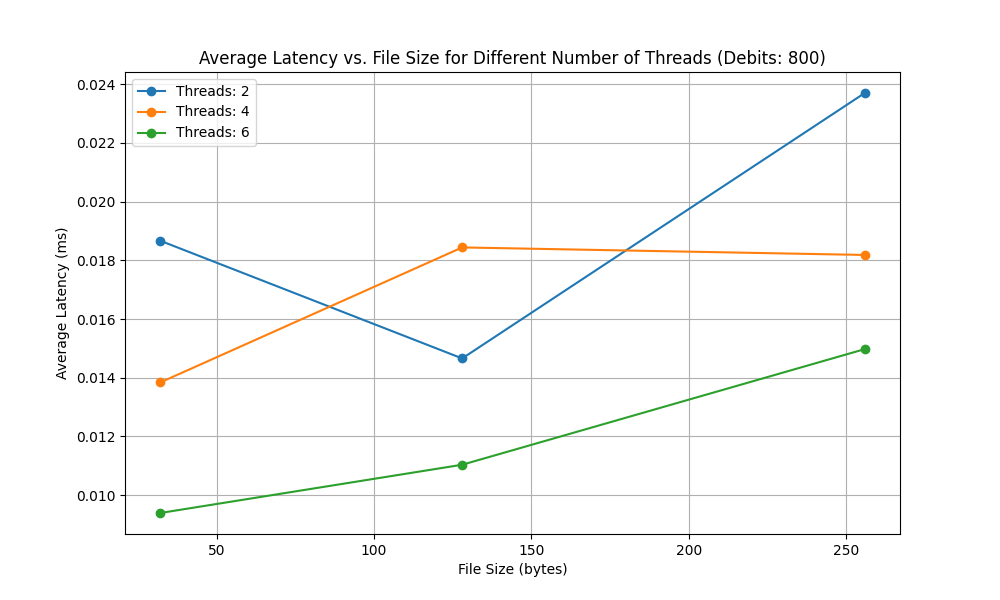 Average Latency vs. File Size for Different Number of Threads (Debits: 800)
Threads: 2
Threads: 4
Threads: 6
Average Latency (ms)
0.024
0.022
0.020
0.018
0.016
0.014
0.012
0.010
50 100 150 200 250
File Size (bytes)